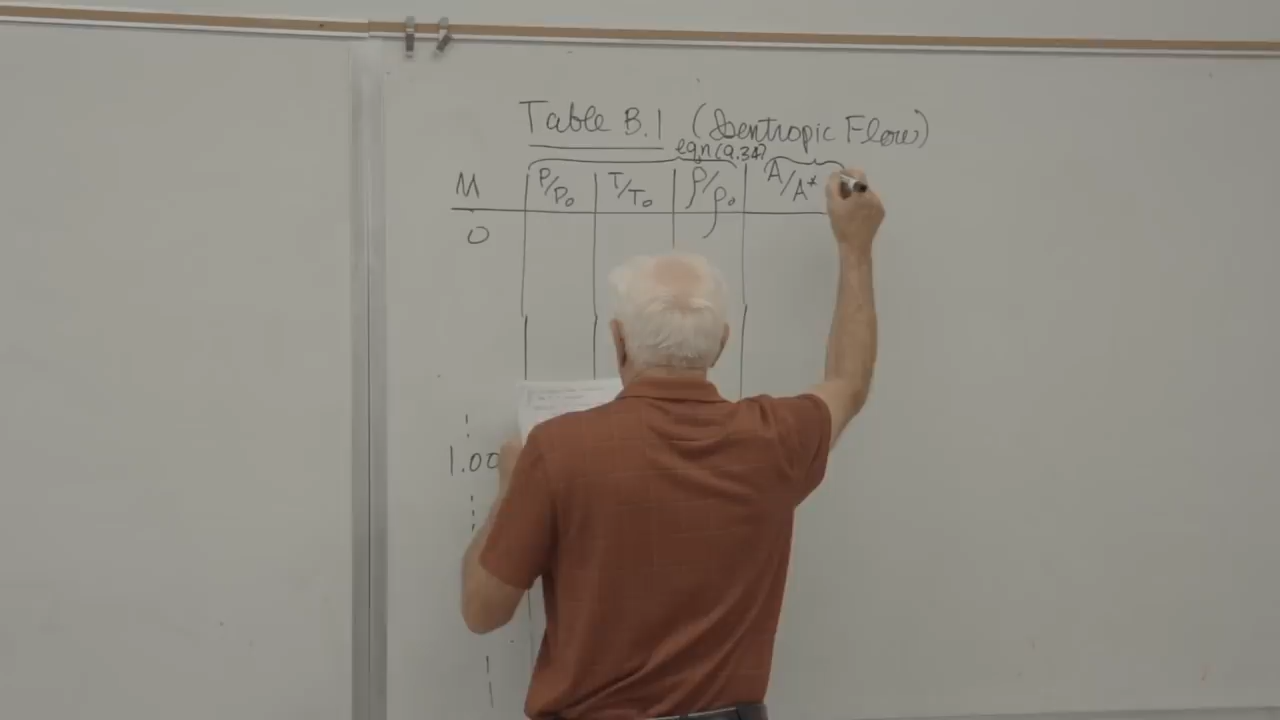 Table B.1 (Isentropic Flow)
eqn (9.34)
M P/P₀ T/T₀ ρ/ρ₀ A/A*
0
1.00